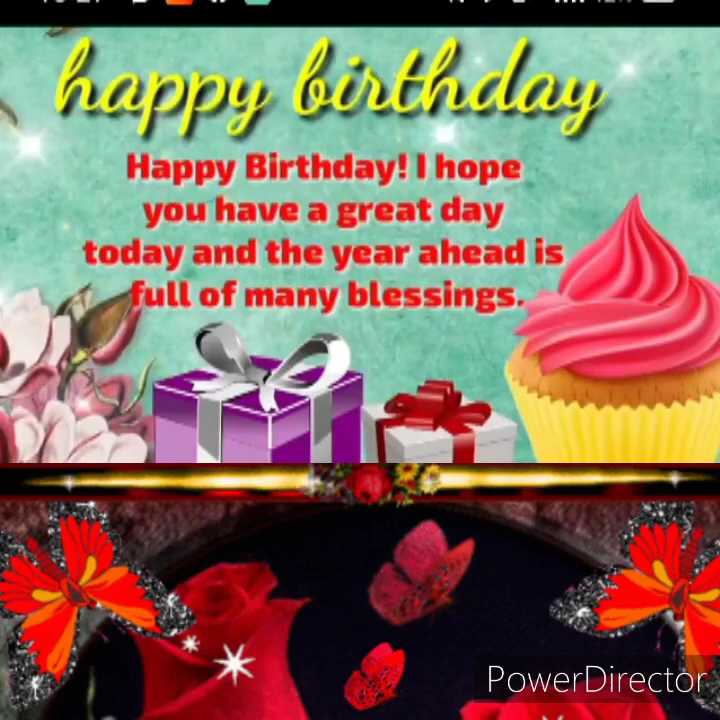 happy birthday
Happy Birthday! I hope
you have a great day
today and the year ahead is
full of many blessings.
PowerDirector